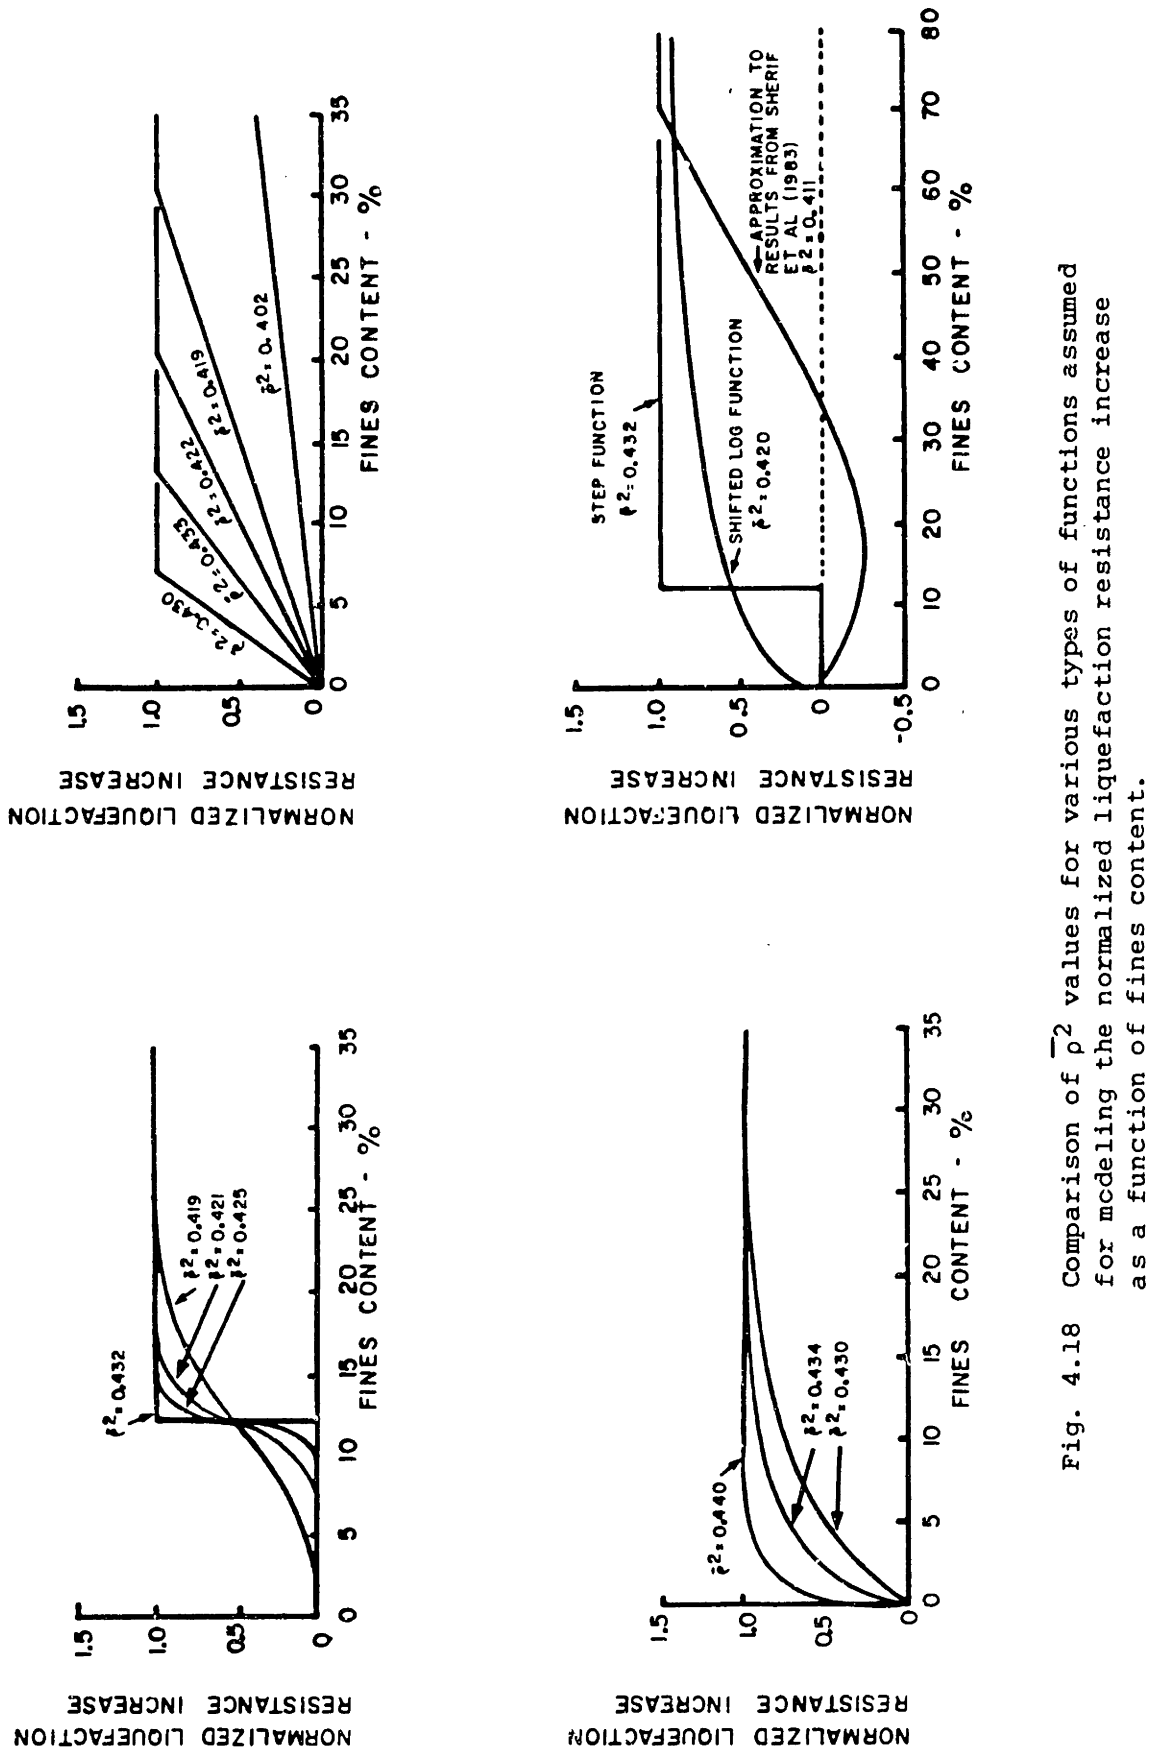 NORMALIZED LIQUEFACTION
RESISTANCE INCREASE
1.5
1.0
0.5
0
ρ̄2=0.432
ρ̄2=0.419
ρ̄2=0.421
ρ̄2=0.425
0 5 10 15 20 25 30 35
FINES CONTENT - %
NORMALIZED LIQUEFACTION
RESISTANCE INCREASE
1.5
1.0
0.5
0
ρ̄2=0.430
ρ̄2=0.433
ρ̄2=0.422
ρ̄2=0.419
ρ̄2=0.402
0 5 10 15 20 25 30 35
FINES CONTENT - %
NORMALIZED LIQUEFACTION
RESISTANCE INCREASE
1.5
1.0
0.5
0
ρ̄2=0.440
ρ̄2=0.434
ρ̄2=0.430
0 5 10 15 20 25 30 35
FINES CONTENT - %
NORMALIZED LIQUEFACTION
RESISTANCE INCREASE
1.5
1.0
0.5
0
-0.5
STEP FUNCTION
ρ̄2=0.432
SHIFTED LOG FUNCTION
ρ̄2=0.420
APPROXIMATION TO
RESULTS FROM SHERIF
ET AL (1983)
ρ̄2=0.411
0 10 20 30 40 50 60 70 80
FINES CONTENT - %
Fig. 4.18 Comparison of ρ̄2 values for various types of functions assumed
for modeling the normalized liquefaction resistance increase
as a function of fines content.